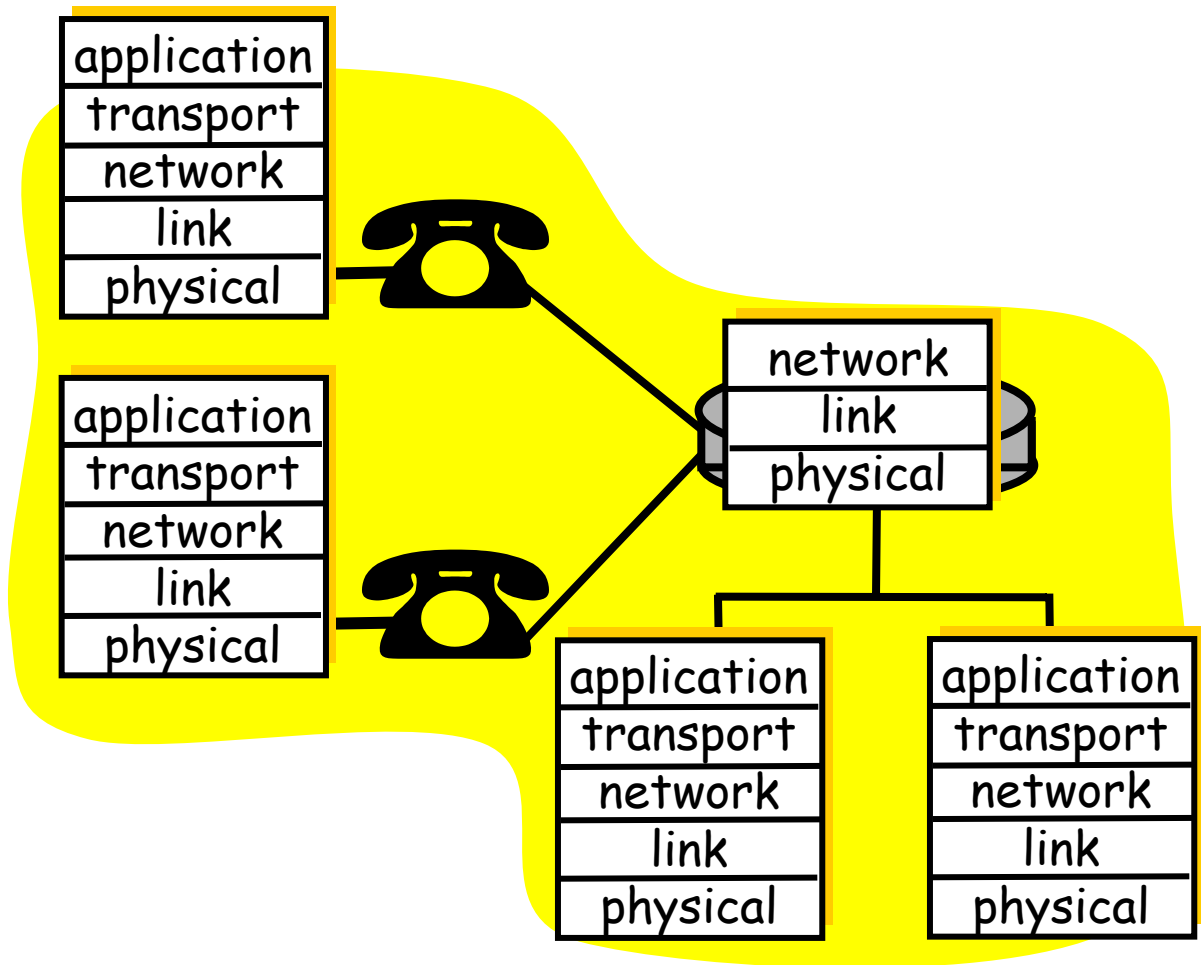 application
transport
network
link
physical
application
transport
network
link
physical
network
link
physical
application
transport
network
link
physical
application
transport
network
link
physical